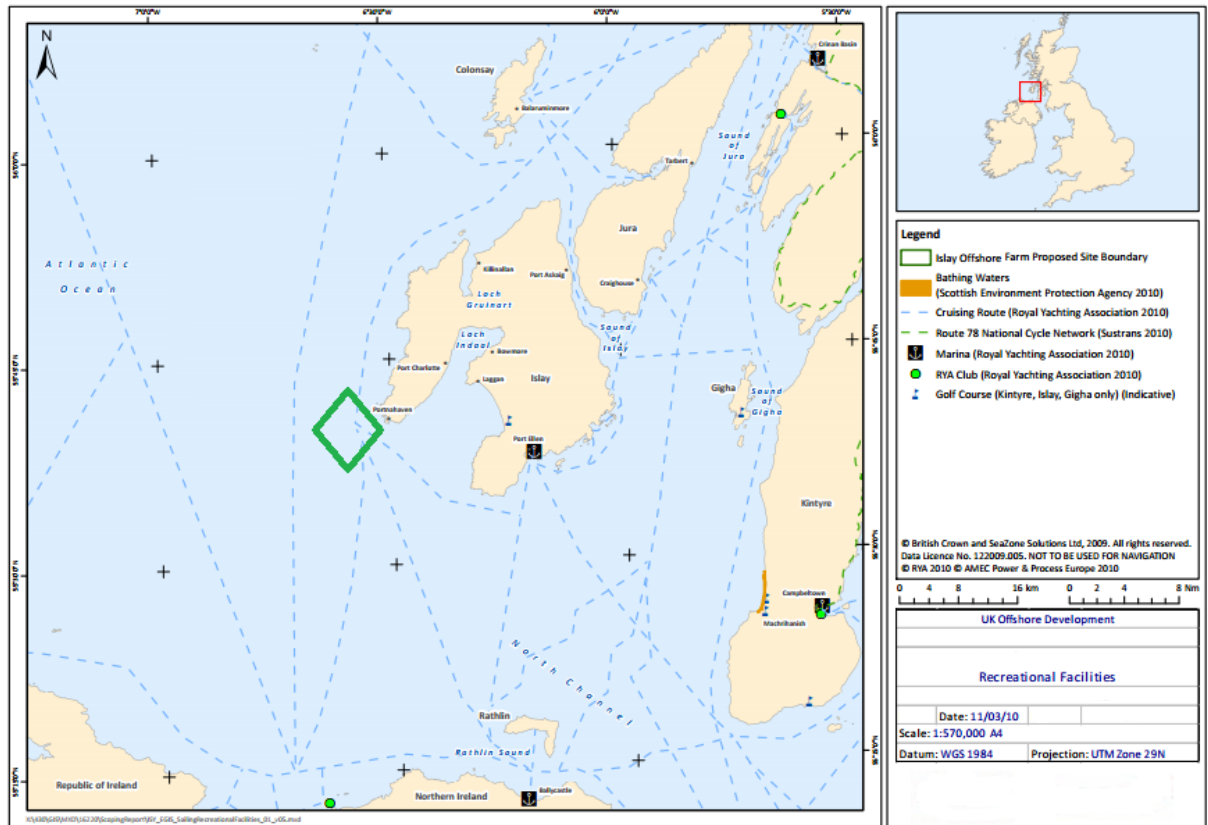 7°0'0"W
6°30'0"W
6°0'0"W
5°30'0"W
N
Crinan Basin
Colonsay
Balaruminmore
Sound
of
Jura
Tarbert
Jura
Atlantic
Ocean
Killinallan
Port Askaig
Craighouse
Loch
Gruinart
Loch
Indaal
Sound
of
Islay
Bowmore
Port Charlotte
Laggan
Islay
Gigha
Sound
of
Gigha
Portnahaven
Port Ellen
Kintyre
Campbeltown
Machrihanish
North Channel
Rathlin
Rathlin Sound
Republic of Ireland
Northern Ireland
Ballycastle
Legend
Islay Offshore Farm Proposed Site Boundary
Bathing Waters
(Scottish Environment Protection Agency 2010)
Cruising Route (Royal Yachting Association 2010)
Route 78 National Cycle Network (Sustrans 2010)
Marina (Royal Yachting Association 2010)
RYA Club (Royal Yachting Association 2010)
Golf Course (Kintyre, Islay, Gigha only) (Indicative)
© British Crown and SeaZone Solutions Ltd, 2009. All rights reserved.
Data Licence No. 122009.005. NOT TO BE USED FOR NAVIGATION
© RYA 2010 © AMEC Power & Process Europe 2010
0 4 8 16 km 0 2 4 8 Nm
UK Offshore Development
Recreational Facilities
Date: 11/03/10
Scale: 1:570,000 A4
Datum: WGS 1984 Projection: UTM Zone 29N